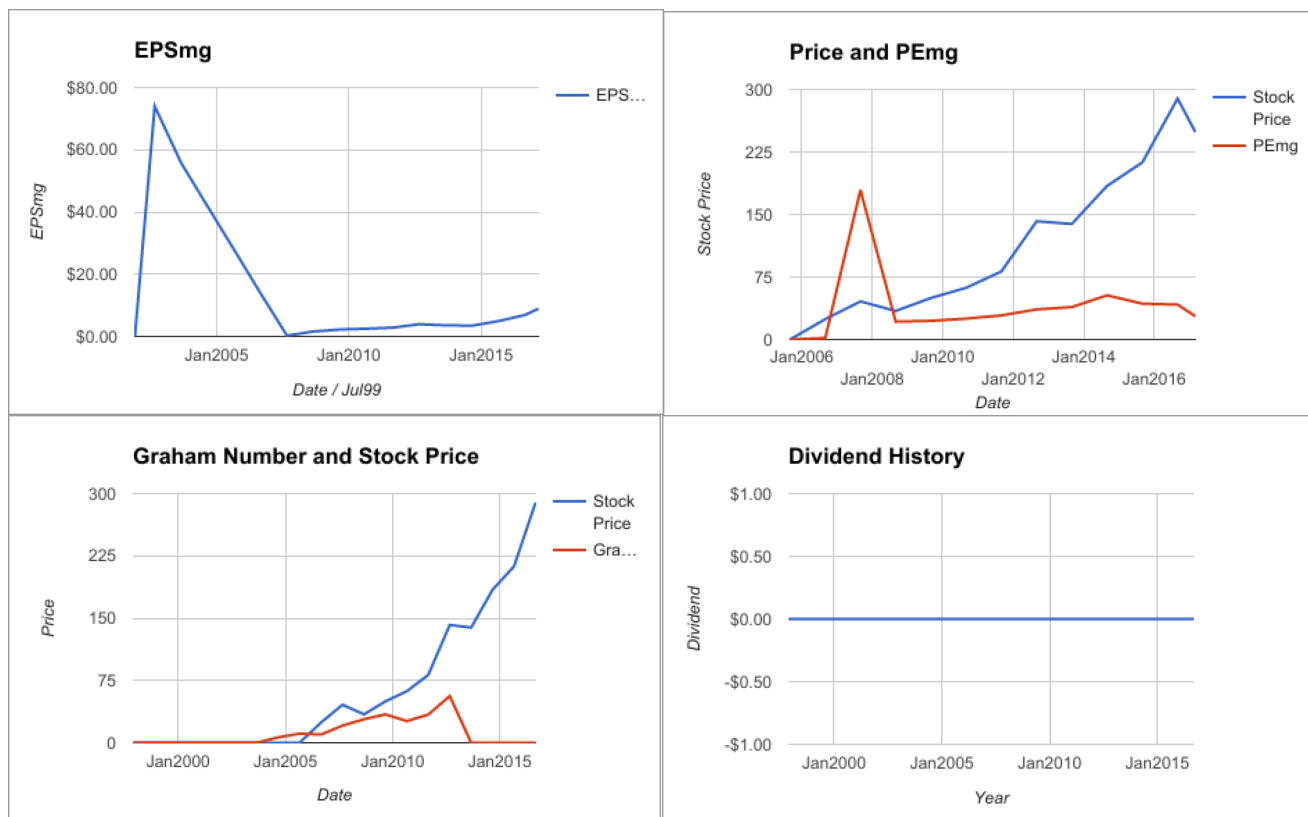 EPSmg
$80.00
$60.00
$40.00
$20.00
$0.00
EPSmg
Jan2005
Jan2010
Jan2015
Date / Jul99
EPS…
Price and PEmg
300
225
150
75
0
Stock Price
Jan2006
Jan2008
Jan2010
Jan2012
Jan2014
Jan2016
Date
Stock
Price
PEmg
Graham Number and Stock Price
300
225
150
75
0
Price
Jan2000
Jan2005
Jan2010
Jan2015
Date
Stock
Price
Gra…
Dividend History
$1.00
$0.50
$0.00
-$0.50
-$1.00
Dividend
Jan2000
Jan2005
Jan2010
Jan2015
Year